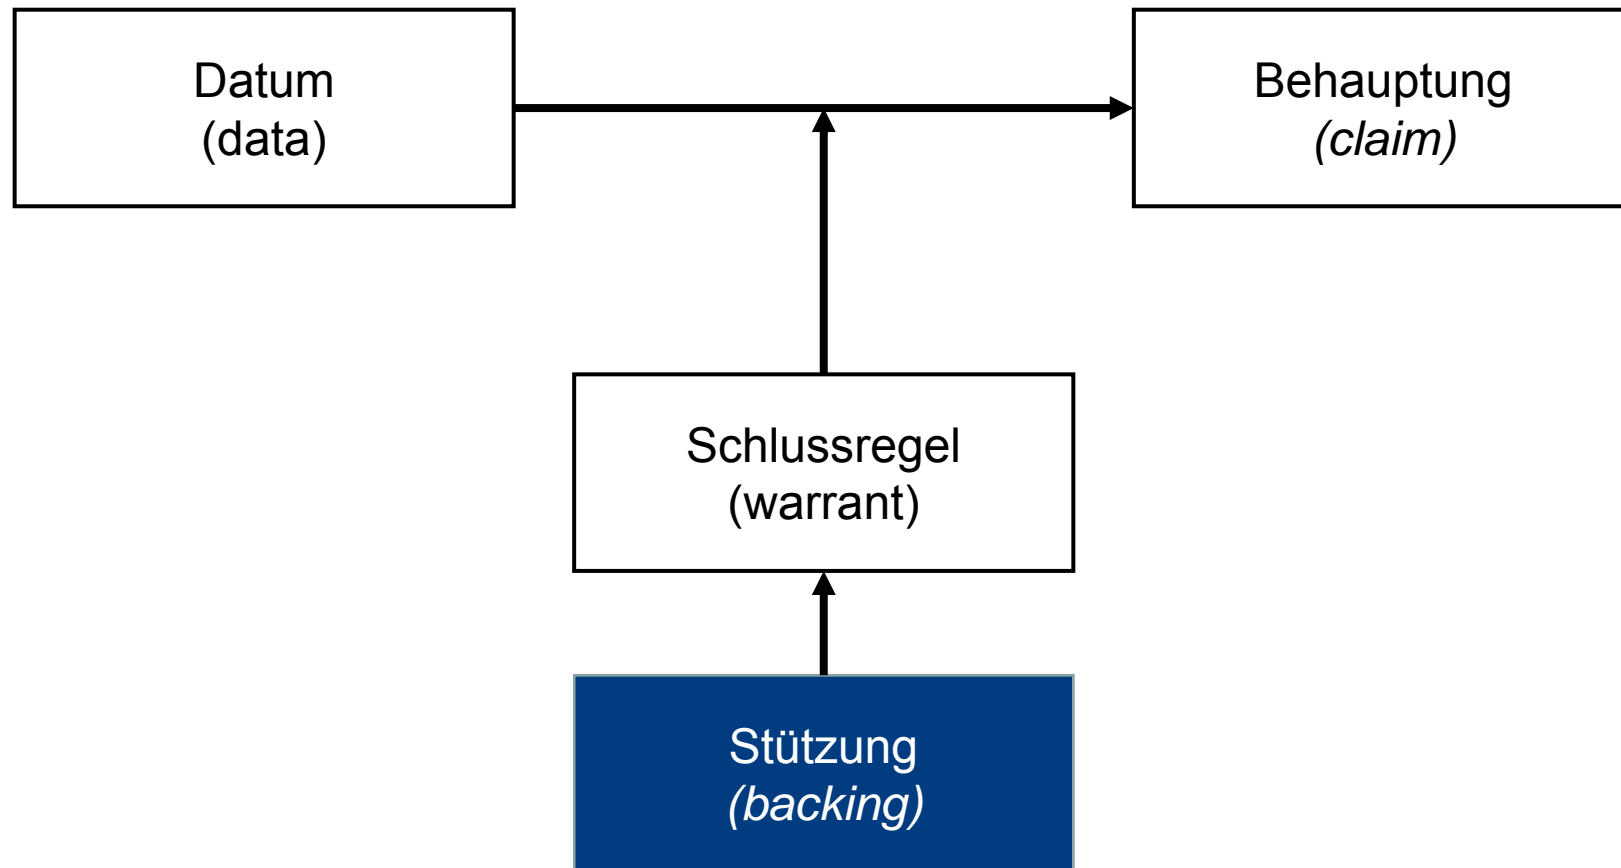 Datum
(data)
Behauptung
(claim)
Schlussregel
(warrant)
Stützung
(backing)